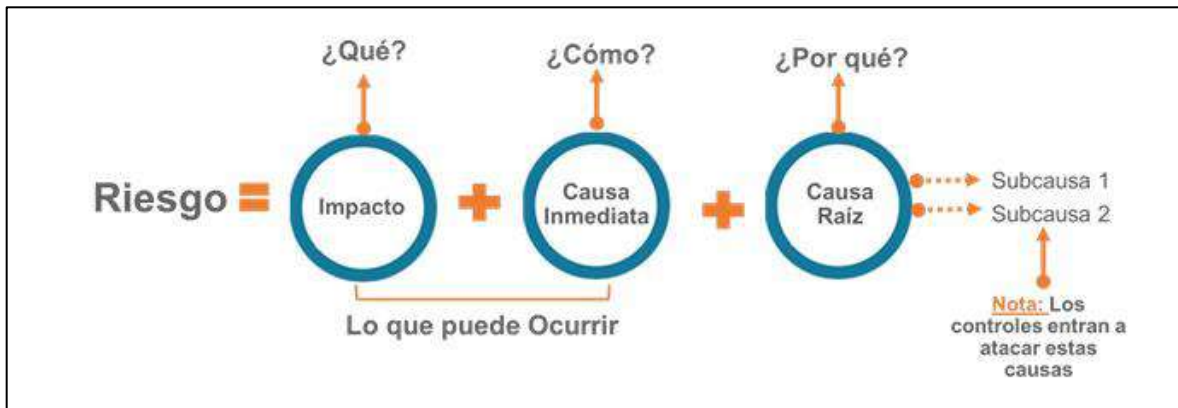 ¿Qué?
¿Cómo?
¿Por qué?
Riesgo =
Impacto
+
Causa
Inmediata
+
Causa
Raíz
Subcausa 1
Subcausa 2
Lo que puede Ocurrir
Nota: Los
controles entran a
atacar estas
causas